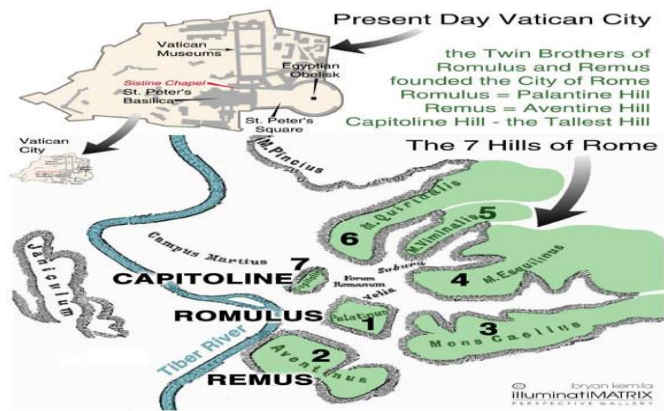 Present Day Vatican City
Vatican
Museums
Egyptian
Obelisk
Sistine Chapel
St. Peter's
Basilica
St. Peter's
Square
the Twin Brothers of
Romulus and Remus
founded the City of Rome
Romulus = Palantine Hill
Remus = Aventine Hill
Capitoline Hill - the Tallest Hill
Vatican
City
The 7 Hills of Rome
M. Pincius
M. Quirinalis
6
M. Viminalis
5
Campus Martius
Janiculum
7
CAPITOLINE
Forum
Romanum
Subura
Velia
4
M. Esquilinus
ROMULUS
Palatinus
1
3
Mons Caelius
Tiber River
2
Aventinus
REMUS
© bryan kemila
illuminatiMATRIX
PERSPECTIVE GALLERY